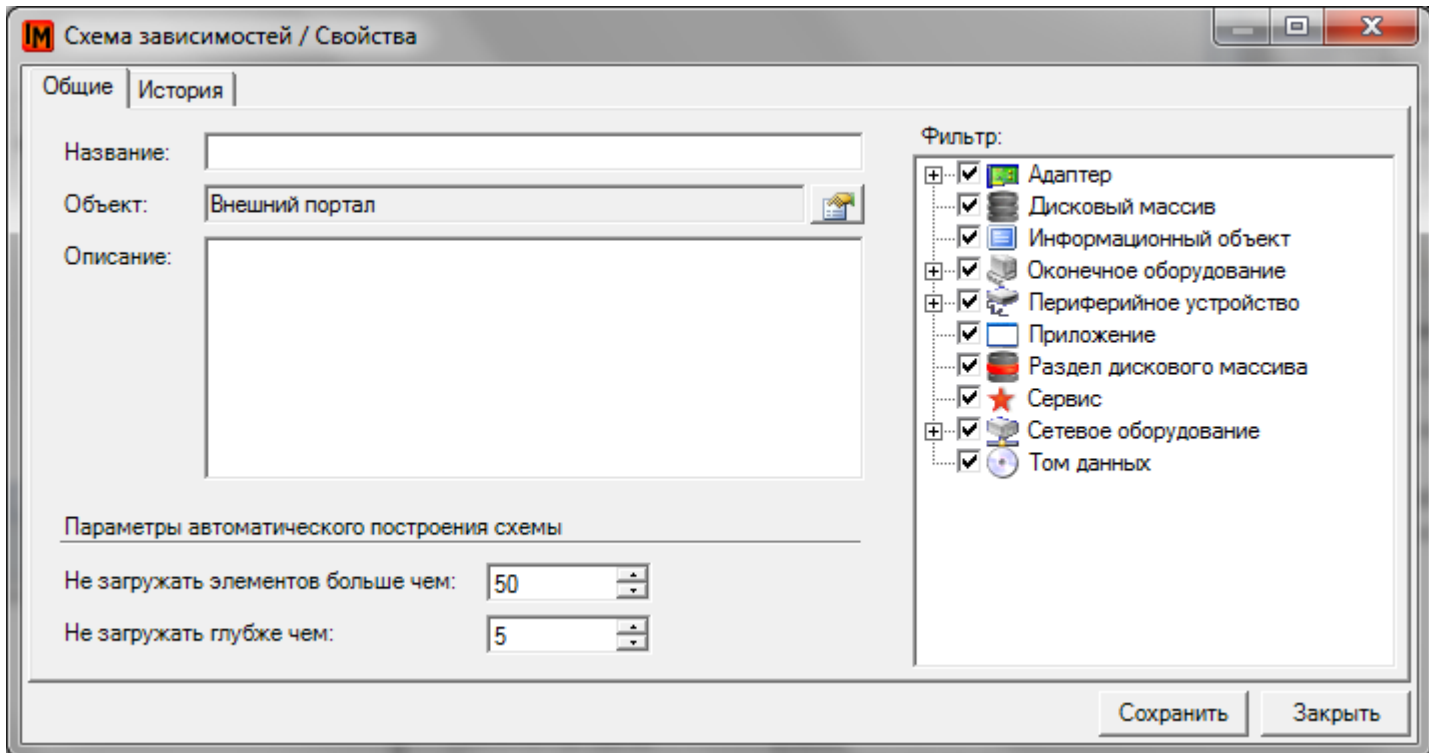 IM Схема зависимостей / Свойства
Общие История
Название:
Объект: Внешний портал
Описание:
Параметры автоматического построения схемы
Не загружать элементов больше чем: 50
Не загружать глубже чем: 5
Фильтр:
Адаптер
Дисковый массив
Информационный объект
Оконечное оборудование
Периферийное устройство
Приложение
Раздел дискового массива
Сервис
Сетевое оборудование
Том данных
Сохранить Закрыть